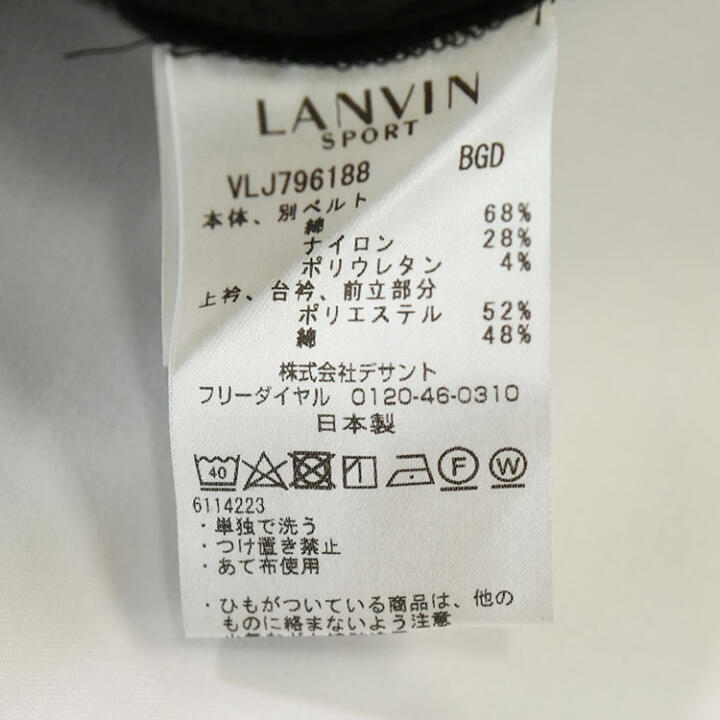 LANVIN
SPORT
VLJ796188 BGD
本体、別ベルト
綿 68%
ナイロン 28%
ポリウレタン 4%
上衿、台衿、前立部分
ポリエステル 52%
綿 48%
株式会社デサント
フリーダイヤル 0120-46-0310
日本製
40 F W
6114223
・単独で洗う
・つけ置き禁止
・あて布使用
・ひもがついている商品は、他の
ものに絡まないよう注意